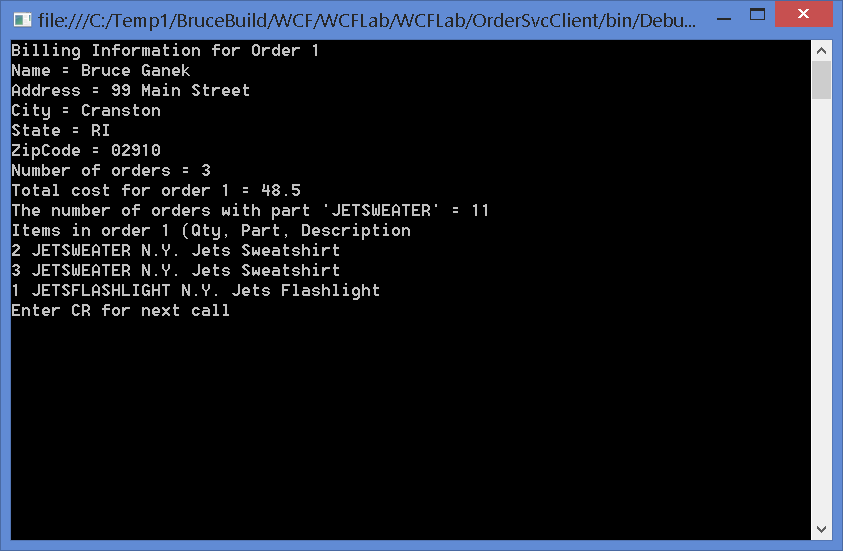 file:///C:/Temp1/BruceBuild/WCF/WCFLab/WCFLab/OrderSvcClient/bin/Debu...
Billing Information for Order 1
Name = Bruce Ganek
Address = 99 Main Street
City = Cranston
State = RI
ZipCode = 02910
Number of orders = 3
Total cost for order 1 = 48.5
The number of orders with part 'JETSWEATER' = 11
Items in order 1 (Qty, Part, Description
2 JETSWEATER N.Y. Jets Sweatshirt
3 JETSWEATER N.Y. Jets Sweatshirt
1 JETSFLASHLIGHT N.Y. Jets Flashlight
Enter CR for next call